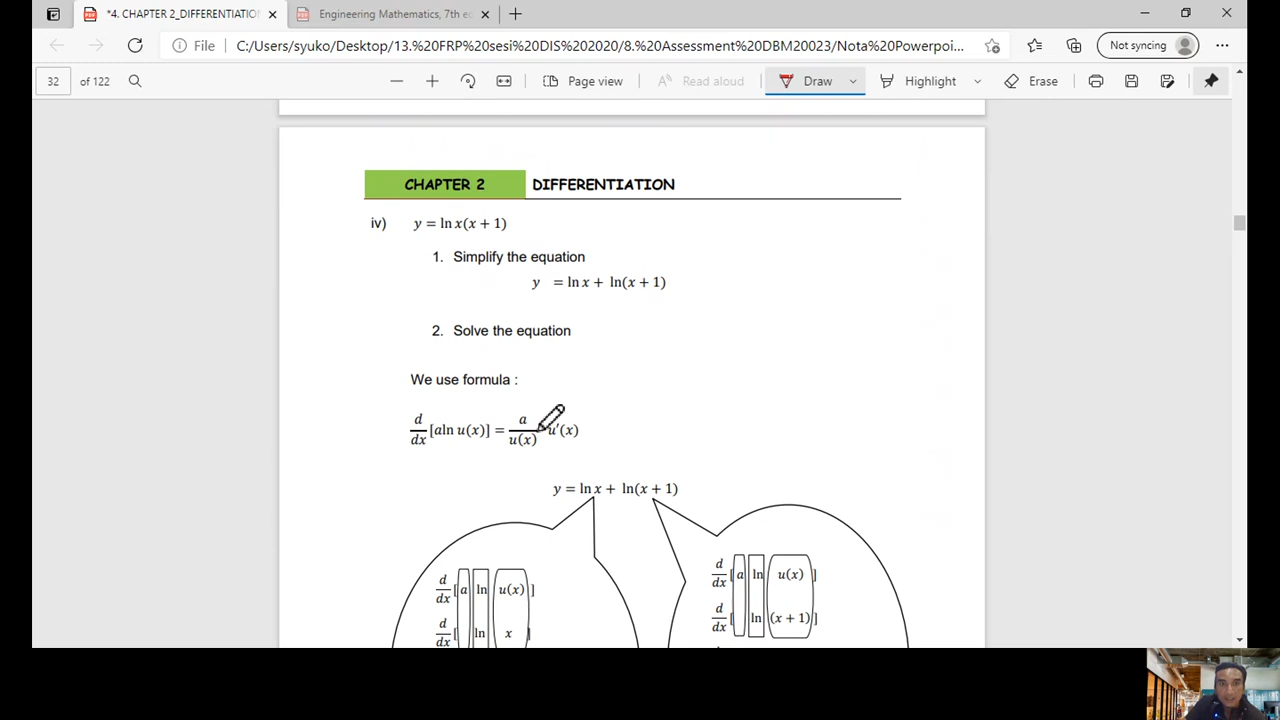 *4. CHAPTER 2_DIFFERENTIATIO
Engineering Mathematics, 7th e
File C:/Users/syuko/Desktop/13.%20FRP%20sesi%20DIS%202020/8.%20Assessment%20DBM20023/Nota%20Powerpoi... Not syncing
32 of 122 Page view Read aloud Draw Highlight Erase
CHAPTER 2 DIFFERENTIATION
iv) y = ln x(x + 1)
1. Simplify the equation
y = ln x + ln(x + 1)
2. Solve the equation
We use formula :
d/dx [aln u(x)] = a/u(x) u'(x)
y = ln x + ln(x + 1)
d/dx [a ln u(x)]
d/dx [ ln x ]
d/dx [a ln u(x)]
d/dx [ ln (x + 1)]